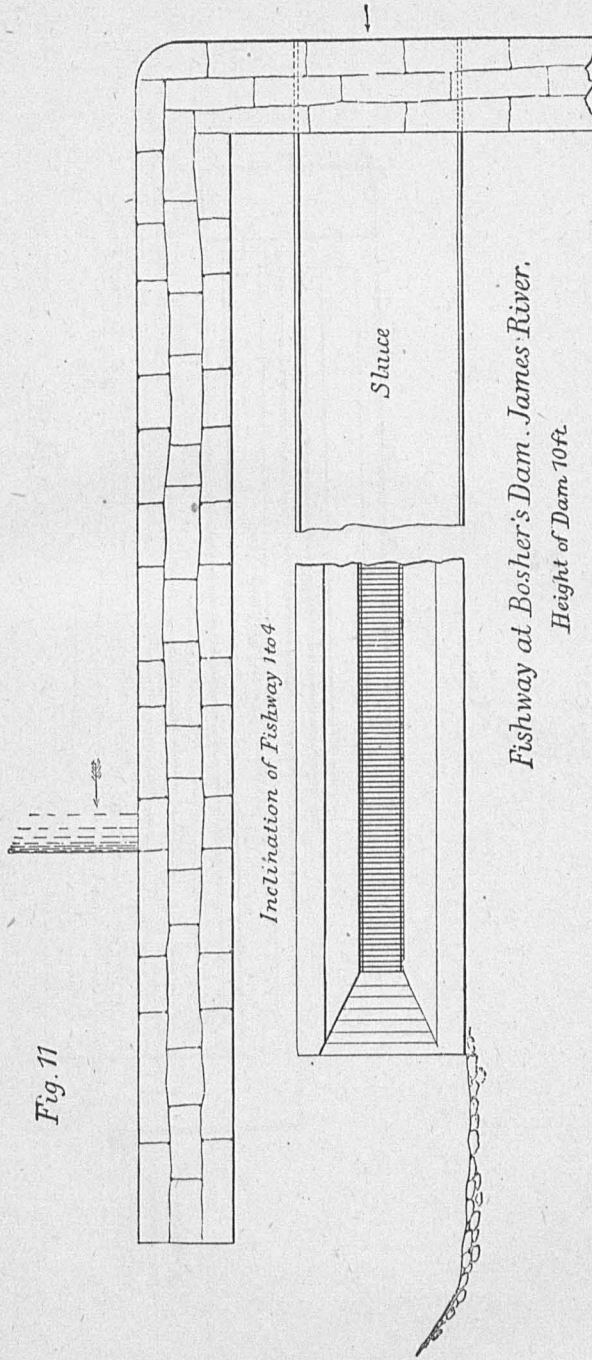 Fig. 11
Inclination of Fishway 1 to 4
Sluce
Fishway at Bosher's Dam. James River.
Height of Dam 10 ft.